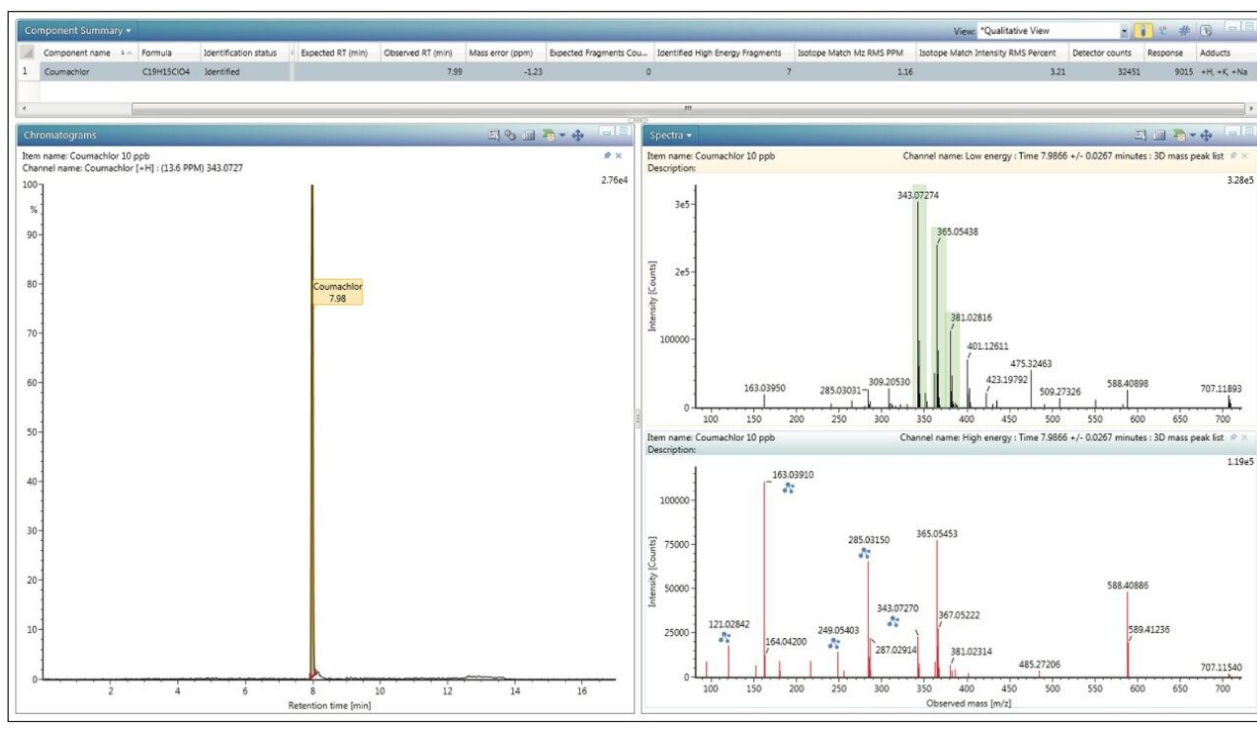 Component Summary
View: *Qualitative View
Component name Formula Identification status Expected RT (min) Observed RT (min) Mass error (ppm) Expected Fragments Cou... Identified High Energy Fragments Isotope Match Mz RMS PPM Isotope Match Intensity RMS Percent Detector counts Response Adducts
1 Coumachlor C19H15ClO4 Identified 7.99 -1.23 0 7 1.16 3.21 32451 9015 +H, +K, +Na
Chromatograms
Item name: Coumachlor 10 ppb
Channel name: Coumachlor [+H] : (13.6 PPM) 343.0727
2.76e4
100
%
90
80
Coumachlor
7.98
70
60
50
40
30
20
10
0
2 4 6 8 10 12 14 16
Retention time [min]
Spectra
Item name: Coumachlor 10 ppb Channel name: Low energy : Time 7.9866 +/- 0.0267 minutes : 3D mass peak list
Description:
3.28e5
343.07274
3e5
365.05438
2e5
381.02816
100000
401.12611
475.32463
163.03950 285.03031 309.20530 423.19792 509.27326 588.40898 707.11893
0
100 150 200 250 300 350 400 450 500 550 600 650 700
Intensity [Counts]
Item name: Coumachlor 10 ppb Channel name: High energy : Time 7.9866 +/- 0.0267 minutes : 3D mass peak list
Description:
1.19e5
163.03910
100000
75000
285.03150 365.05453
50000
588.40886
343.07270
367.05222
25000
121.02842 249.05403 589.41236
164.04200 287.02914 381.02314
485.27206 707.11540
0
100 150 200 250 300 350 400 450 500 550 600 650 700
Intensity [Counts]
Observed mass [m/z]